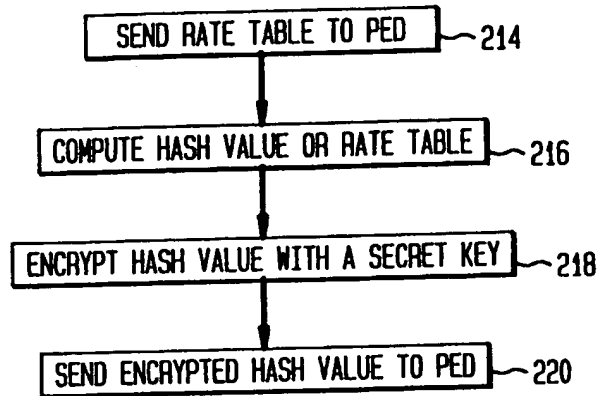 SEND RATE TABLE TO PED 214
COMPUTE HASH VALUE OR RATE TABLE 216
ENCRYPT HASH VALUE WITH A SECRET KEY 218
SEND ENCRYPTED HASH VALUE TO PED 220